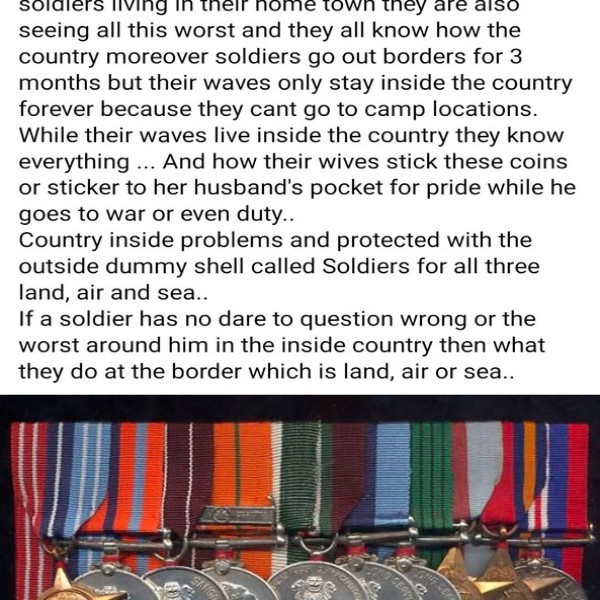 soldiers living in their home town they are also
seeing all this worst and they all know how the
country moreover soldiers go out borders for 3
months but their waves only stay inside the country
forever because they cant go to camp locations.
While their waves live inside the country they know
everything ... And how their wives stick these coins
or sticker to her husband's pocket for pride while he
goes to war or even duty..
Country inside problems and protected with the
outside dummy shell called Soldiers for all three
land, air and sea..
If a soldier has no dare to question wrong or the
worst around him in the inside country then what
they do at the border which is land, air or sea..